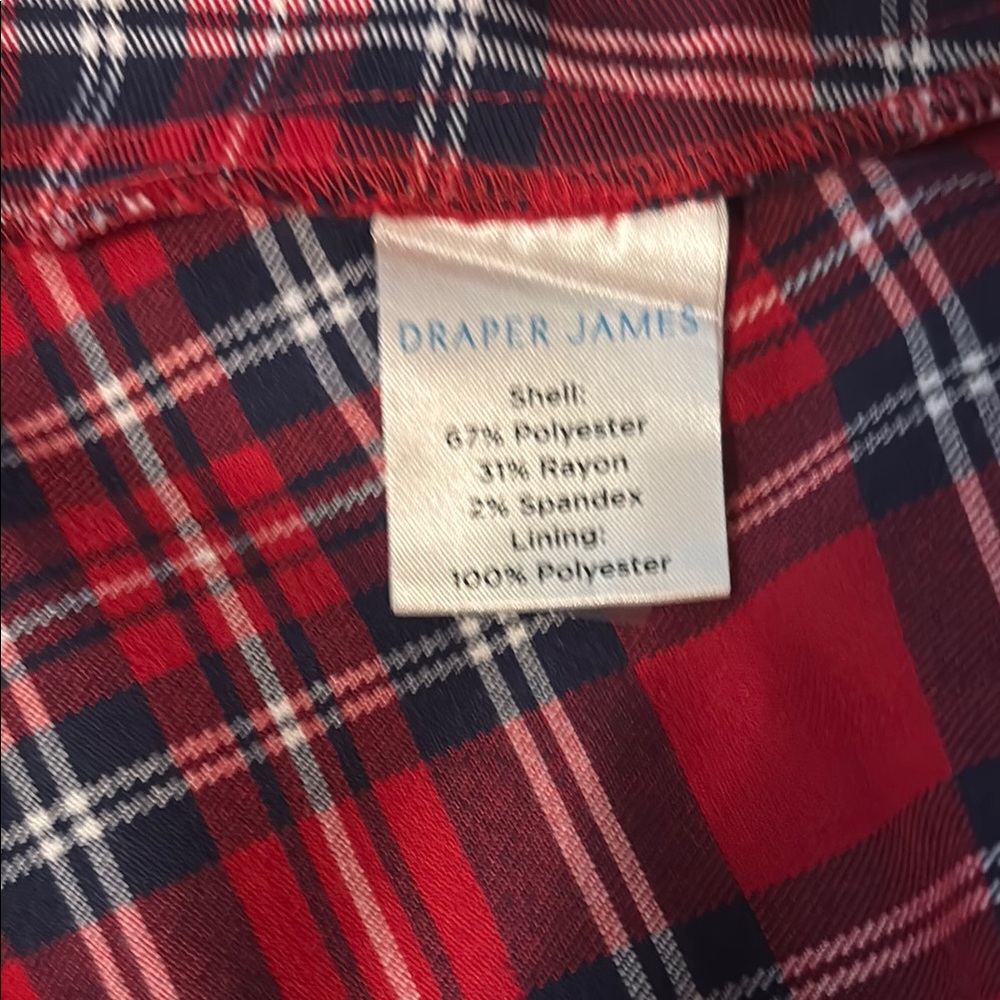 DRAPER JAMES
Shell:
67% Polyester
31% Rayon
2% Spandex
Lining:
100% Polyester